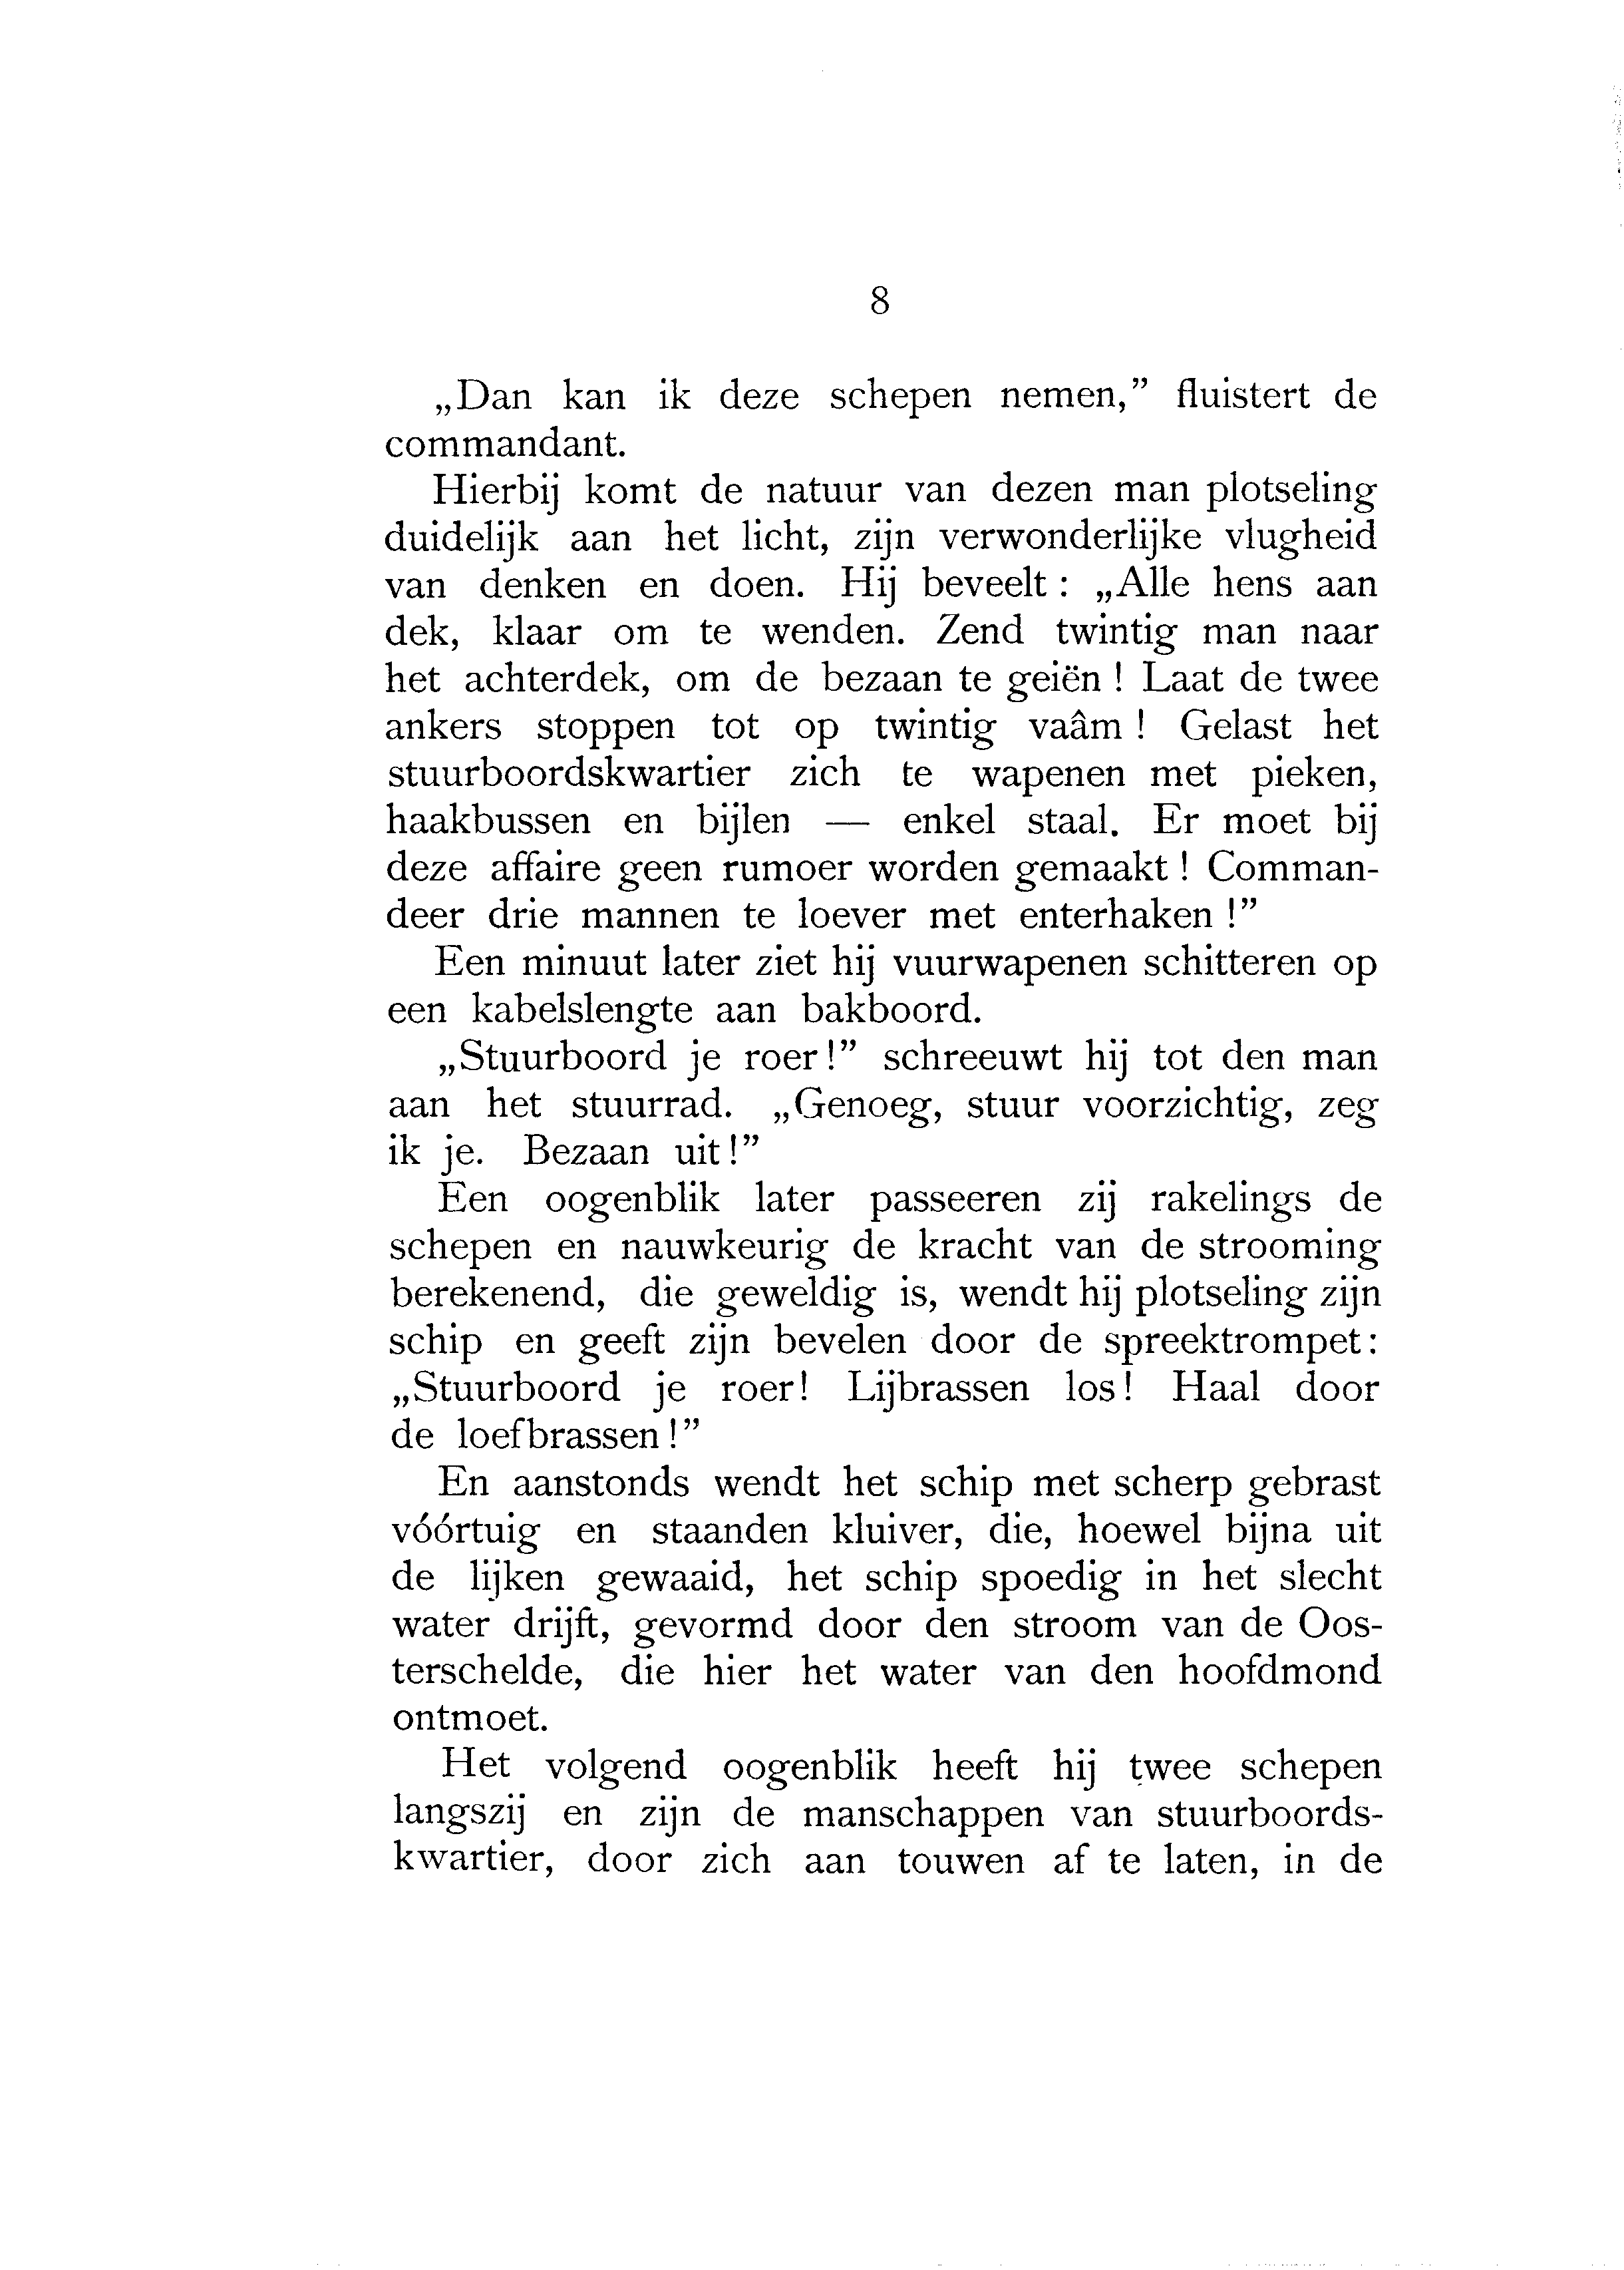 8
„Dan kan ik deze schepen nemen,” fluistert de
commandant.
Hierbij komt de natuur van dezen man plotseling
duidelijk aan het licht, zijn verwonderlijke vlugheid
van denken en doen. Hij beveelt : „Alle hens aan
dek, klaar om te wenden. Zend twintig man naar
het achterdek, om de bezaan te geiën ! Laat de twee
ankers stoppen tot op twintig vaâm ! Gelast het
stuurboordskwartier zich te wapenen met pieken,
haakbussen en bijlen — enkel staal. Er moet bij
deze affaire geen rumoer worden gemaakt ! Comman-
deer drie mannen te loever met enterhaken !”
Een minuut later ziet hij vuurwapenen schitteren op
een kabelslengte aan bakboord.
„Stuurboord je roer !” schreeuwt hij tot den man
aan het stuurrad. „Genoeg, stuur voorzichtig, zeg
ik je. Bezaan uit !”
Een oogenblik later passeeren zij rakelings de
schepen en nauwkeurig de kracht van de strooming
berekenend, die geweldig is, wendt hij plotseling zijn
schip en geeft zijn bevelen door de spreektrompet :
„Stuurboord je roer! Lijbrassen los ! Haal door
de loefbrassen !”
En aanstonds wendt het schip met scherp gebrast
vóórtuig en staanden kluiver, die, hoewel bijna uit
de lijken gewaaid, het schip spoedig in het slecht
water drijft, gevormd door den stroom van de Oos-
terschelde, die hier het water van den hoofdmond
ontmoet.
Het volgend oogenblik heeft hij twee schepen
langszij en zijn de manschappen van stuurboords-
kwartier, door zich aan touwen af te laten, in de